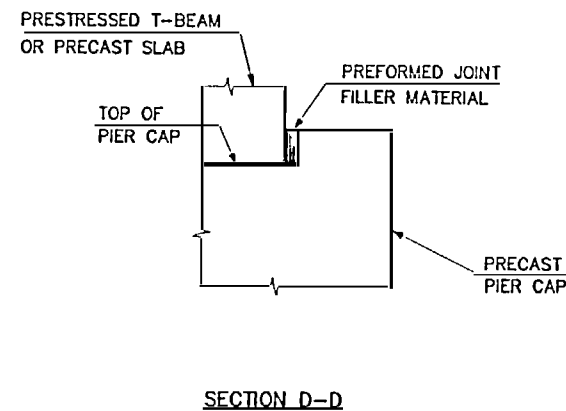 PRESTRESSED T-BEAM
OR PRECAST SLAB
PREFORMED JOINT
FILLER MATERIAL
TOP OF
PIER CAP
PRECAST
PIER CAP
SECTION D-D